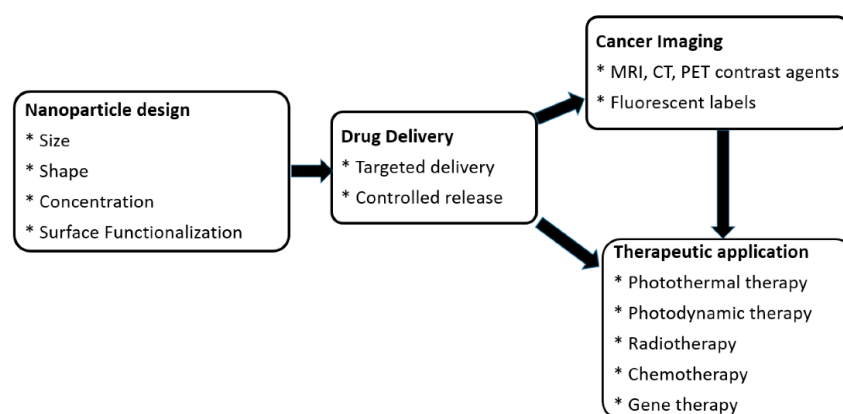 Nanoparticle design
* Size
* Shape
* Concentration
* Surface Functionalization
Drug Delivery
* Targeted delivery
* Controlled release
Cancer Imaging
* MRI, CT, PET contrast agents
* Fluorescent labels
Therapeutic application
* Photothermal therapy
* Photodynamic therapy
* Radiotherapy
* Chemotherapy
* Gene therapy